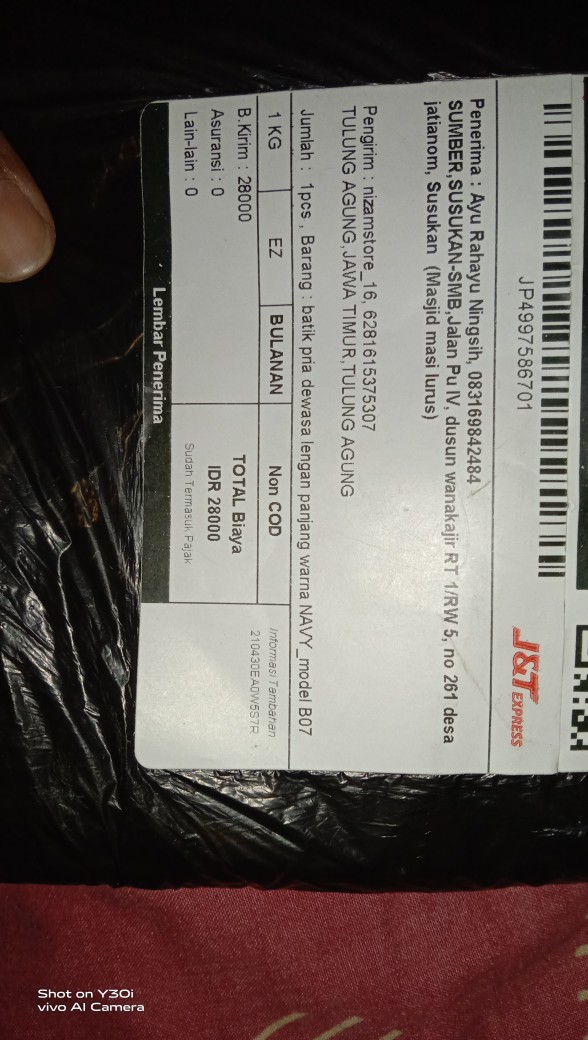 J&T EXPRESS
JP4997586701
Penerima : Ayu Rahayu Ningsih, 083169842484
SUMBER,SUSUKAN-SMB,Jalan Pu IV, dusun wanakajir RT 1/RW 5, no 261 desa
jatianom, Susukan (Masjid masi lurus)
Pengirim : nizamstore_16, 6281615375307
TULUNG AGUNG,JAWA TIMUR,TULUNG AGUNG
Jumlah : 1pcs , Barang : batik pria dewasa lengan panjang warna NAVY_model B07
1 KG EZ BULANAN Non COD
B.Kirim : 28000
Asuransi : 0
Lain-lain : 0
TOTAL Biaya
IDR 28000
Sudah Termasuk Pajak
Informasi Tambahan
210430EA0W5S7R
Lembar Penerima
Shot on Y30i
vivo AI Camera